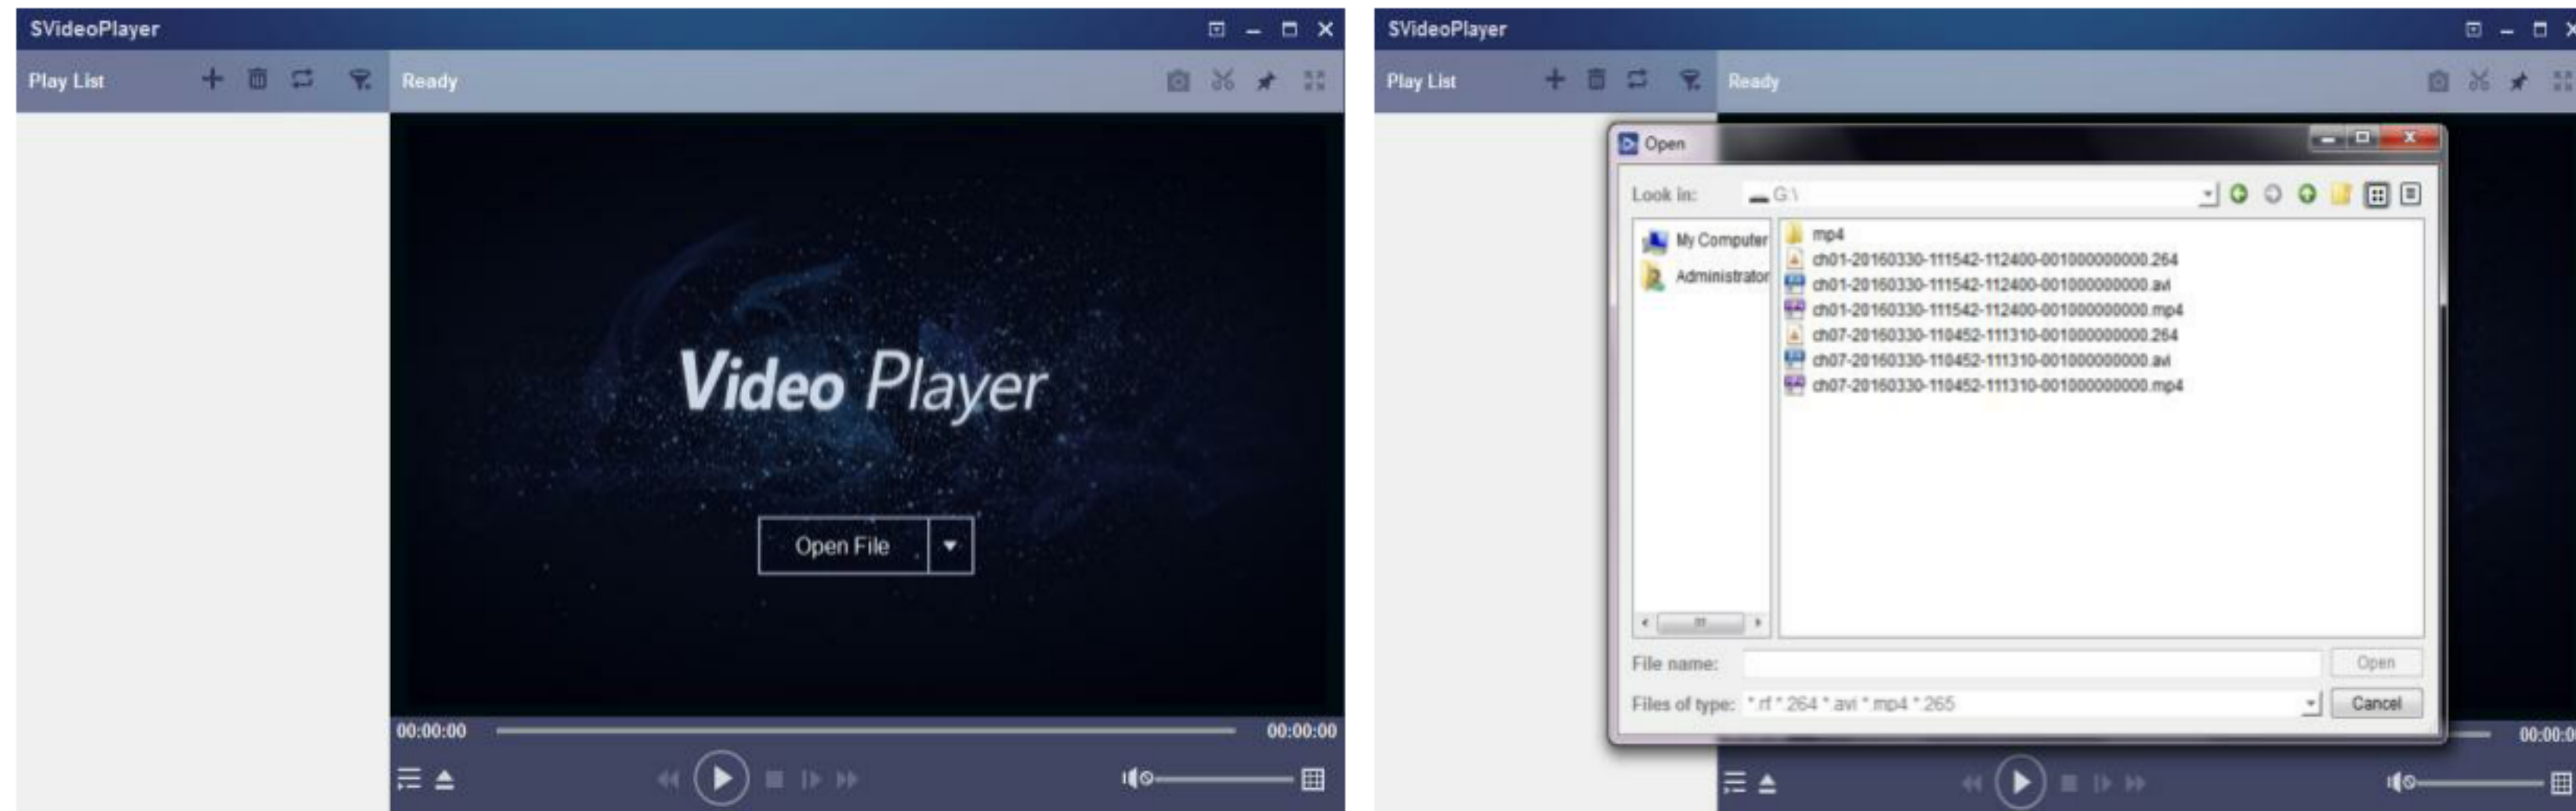 SVideoPlayer
Play List
Ready
Video Player
Open File
00:00:00
00:00:00
SVideoPlayer
Play List
Ready
Open
Look in:
G:\
My Computer
Administrator
mp4
ch01-20160330-111542-112400-001000000000.264
ch01-20160330-111542-112400-001000000000.avi
ch01-20160330-111542-112400-001000000000.mp4
ch07-20160330-110452-111310-001000000000.264
ch07-20160330-110452-111310-001000000000.avi
ch07-20160330-110452-111310-001000000000.mp4
File name:
Open
Files of type: *.rf *.264 *.avi *.mp4 *.265
Cancel
00:00:0